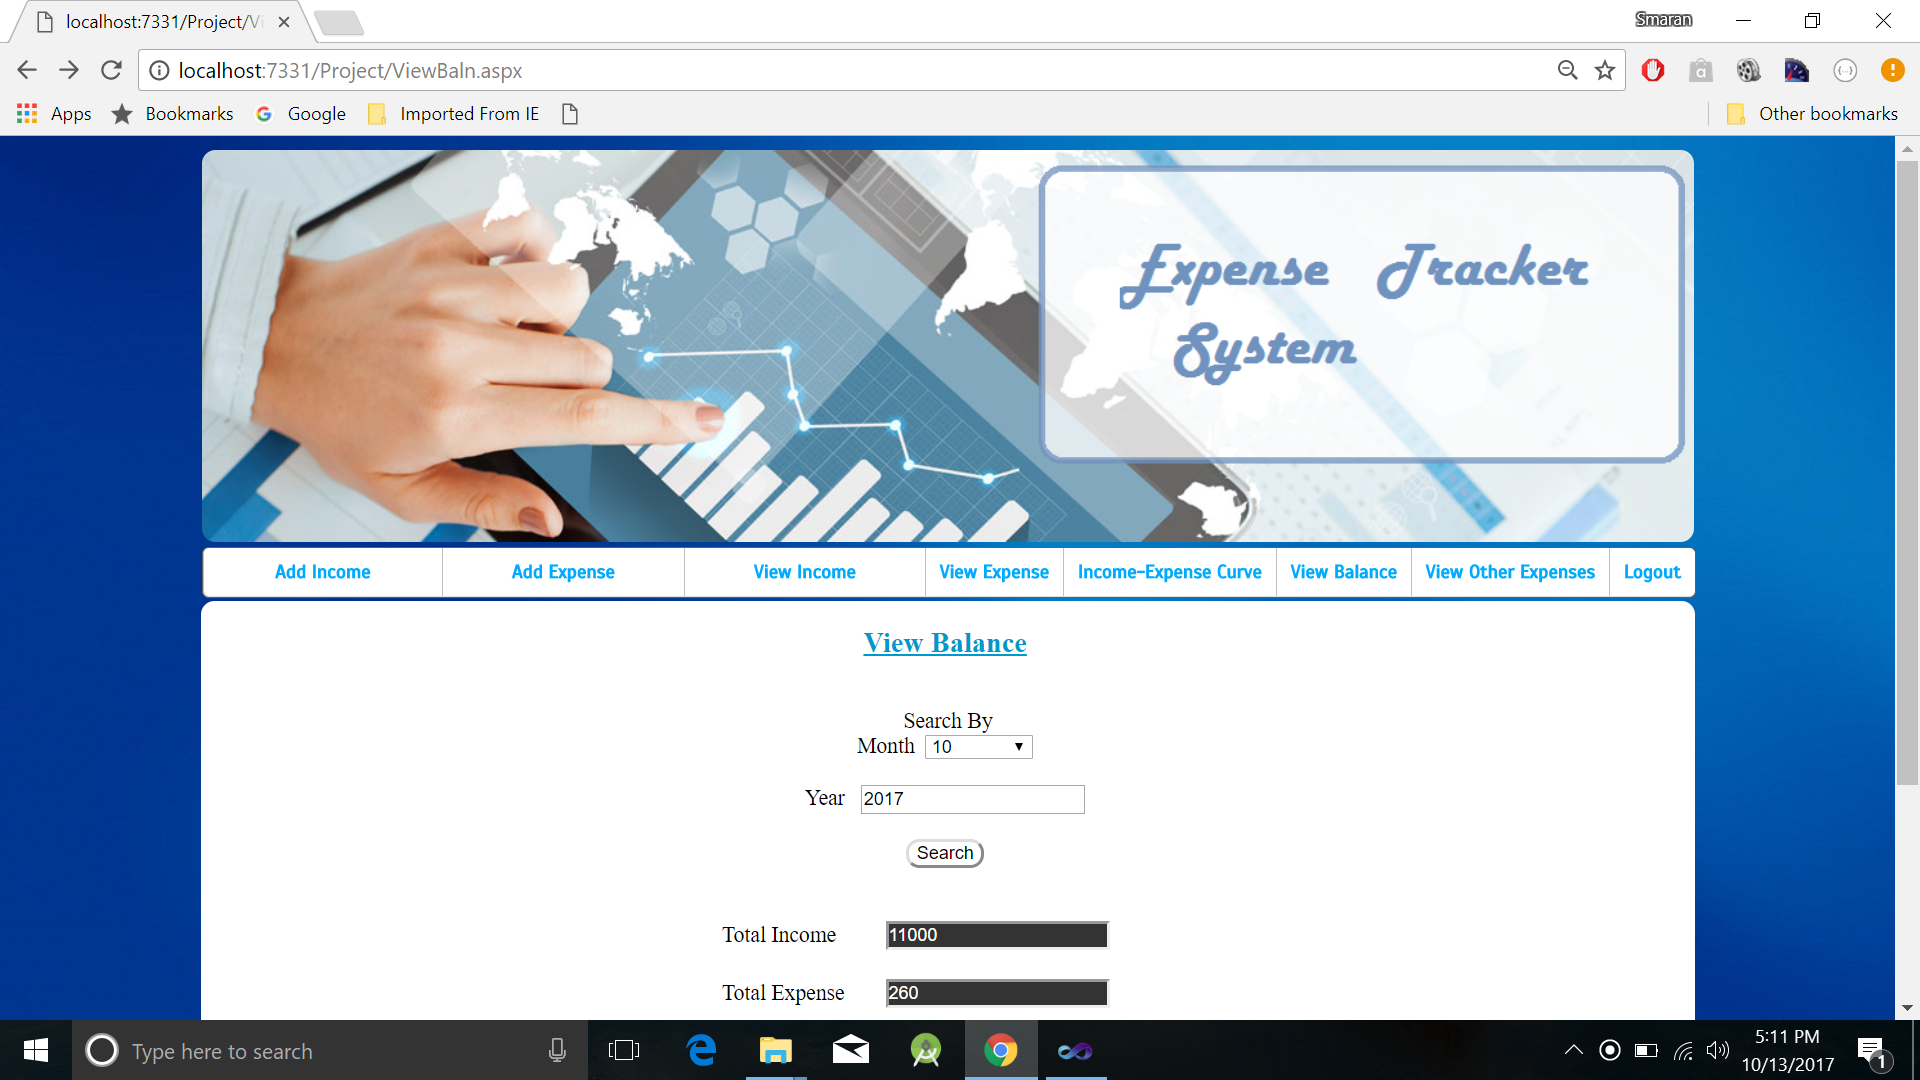 localhost:7331/Project/Vi
Smaran
localhost:7331/Project/ViewBaln.aspx
Apps
Bookmarks
Google
Imported From IE
Other bookmarks
Expense Tracker
System
Add Income
Add Expense
View Income
View Expense
Income-Expense Curve
View Balance
View Other Expenses
Logout
View Balance
Search By
Month 10
Year 2017
Search
Total Income 11000
Total Expense 260
Type here to search
5:11 PM
10/13/2017
1